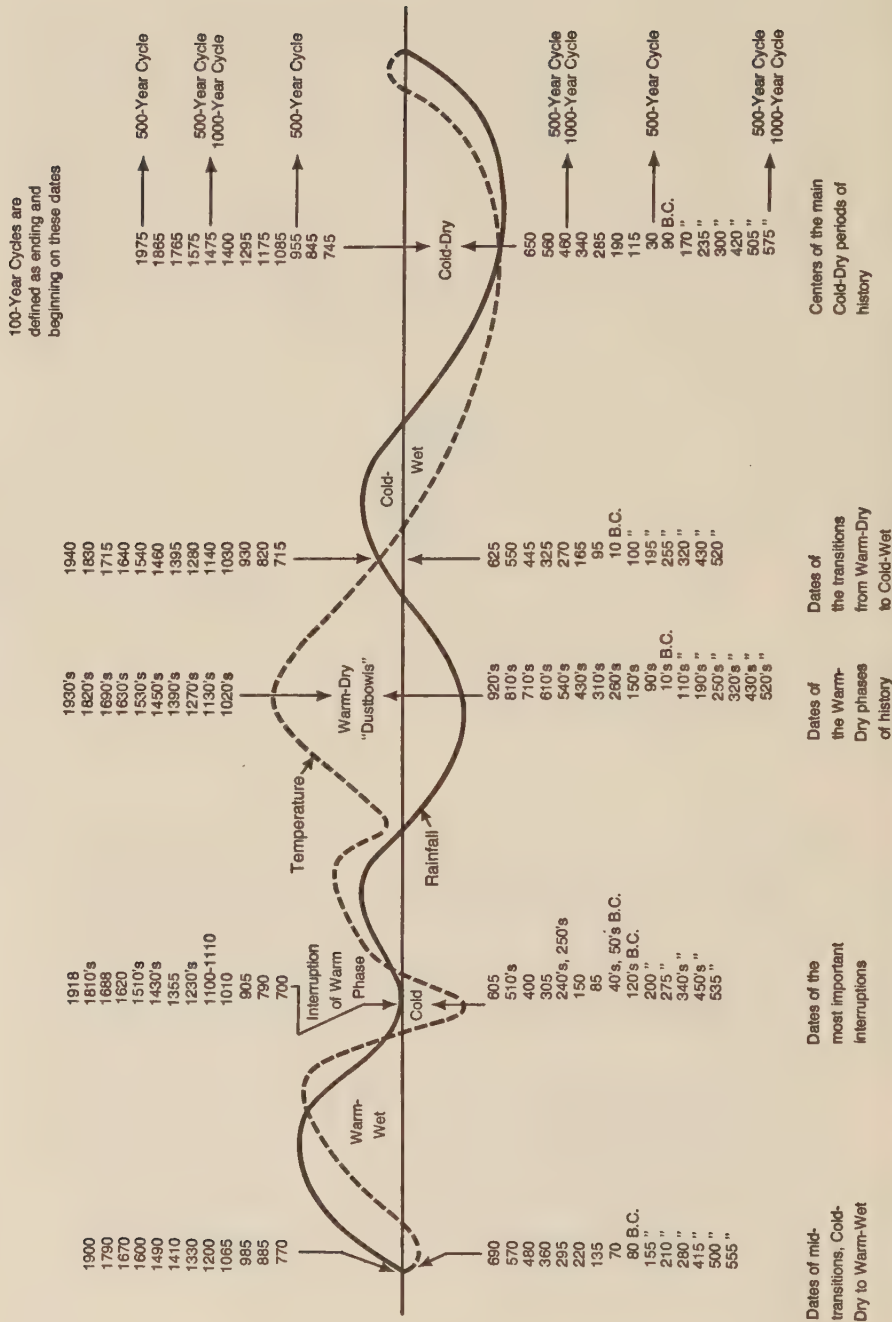 100-Year Cycles are
defined as ending and
beginning on these dates
1900
1790
1670
1600
1490
1410
1330
1200
1065
985
885
770
1918
1810's
1688
1620
1510's
1430's
1355
1230's
1100-1110
1010
905
790
700
1930's
1820's
1690's
1630's
1530's
1450's
1390's
1270's
1130's
1020's
1940
1830
1715
1640
1540
1460
1395
1280
1140
1030
930
820
715
1975 500-Year Cycle
1865
1765
1575
1475 500-Year Cycle
1400 1000-Year Cycle
1295
1175
1085
955 500-Year Cycle
845
745
Warm-
Wet
Interruption
of Warm
Phase
Cold
Temperature
Rainfall
Warm-Dry
"Dustbowls"
Cold-
Wet
Cold-Dry
690
570
480
360
295
220
135
70
80 B.C.
155 "
210 "
280 "
415 "
500 "
555 "
605
510's
400
305
240's, 250's
150
85
40's, 50's B.C.
120's B.C.
200 "
275 "
340's "
450's "
535 "
920's
810's
710's
610's
540's
430's
310's
260's
150's
90's
10's B.C.
110's "
190's "
250's "
320's "
430's "
520's "
625
550
445
325
270
165
95
10 B.C.
100 "
195 "
255 "
320 "
430 "
520 "
650
560
460 500-Year Cycle
340 1000-Year Cycle
285
190
115
30 500-Year Cycle
90 B.C.
170 "
235 "
300 "
420 "
505 "
575 " 500-Year Cycle
1000-Year Cycle
Dates of mid-
transitions, Cold-
Dry to Warm-Wet
Dates of the
most important
interruptions
Dates of
the Warm-
Dry phases
of history
Dates of
the transitions
from Warm-Dry
to Cold-Wet
Centers of the main
Cold-Dry periods of
history